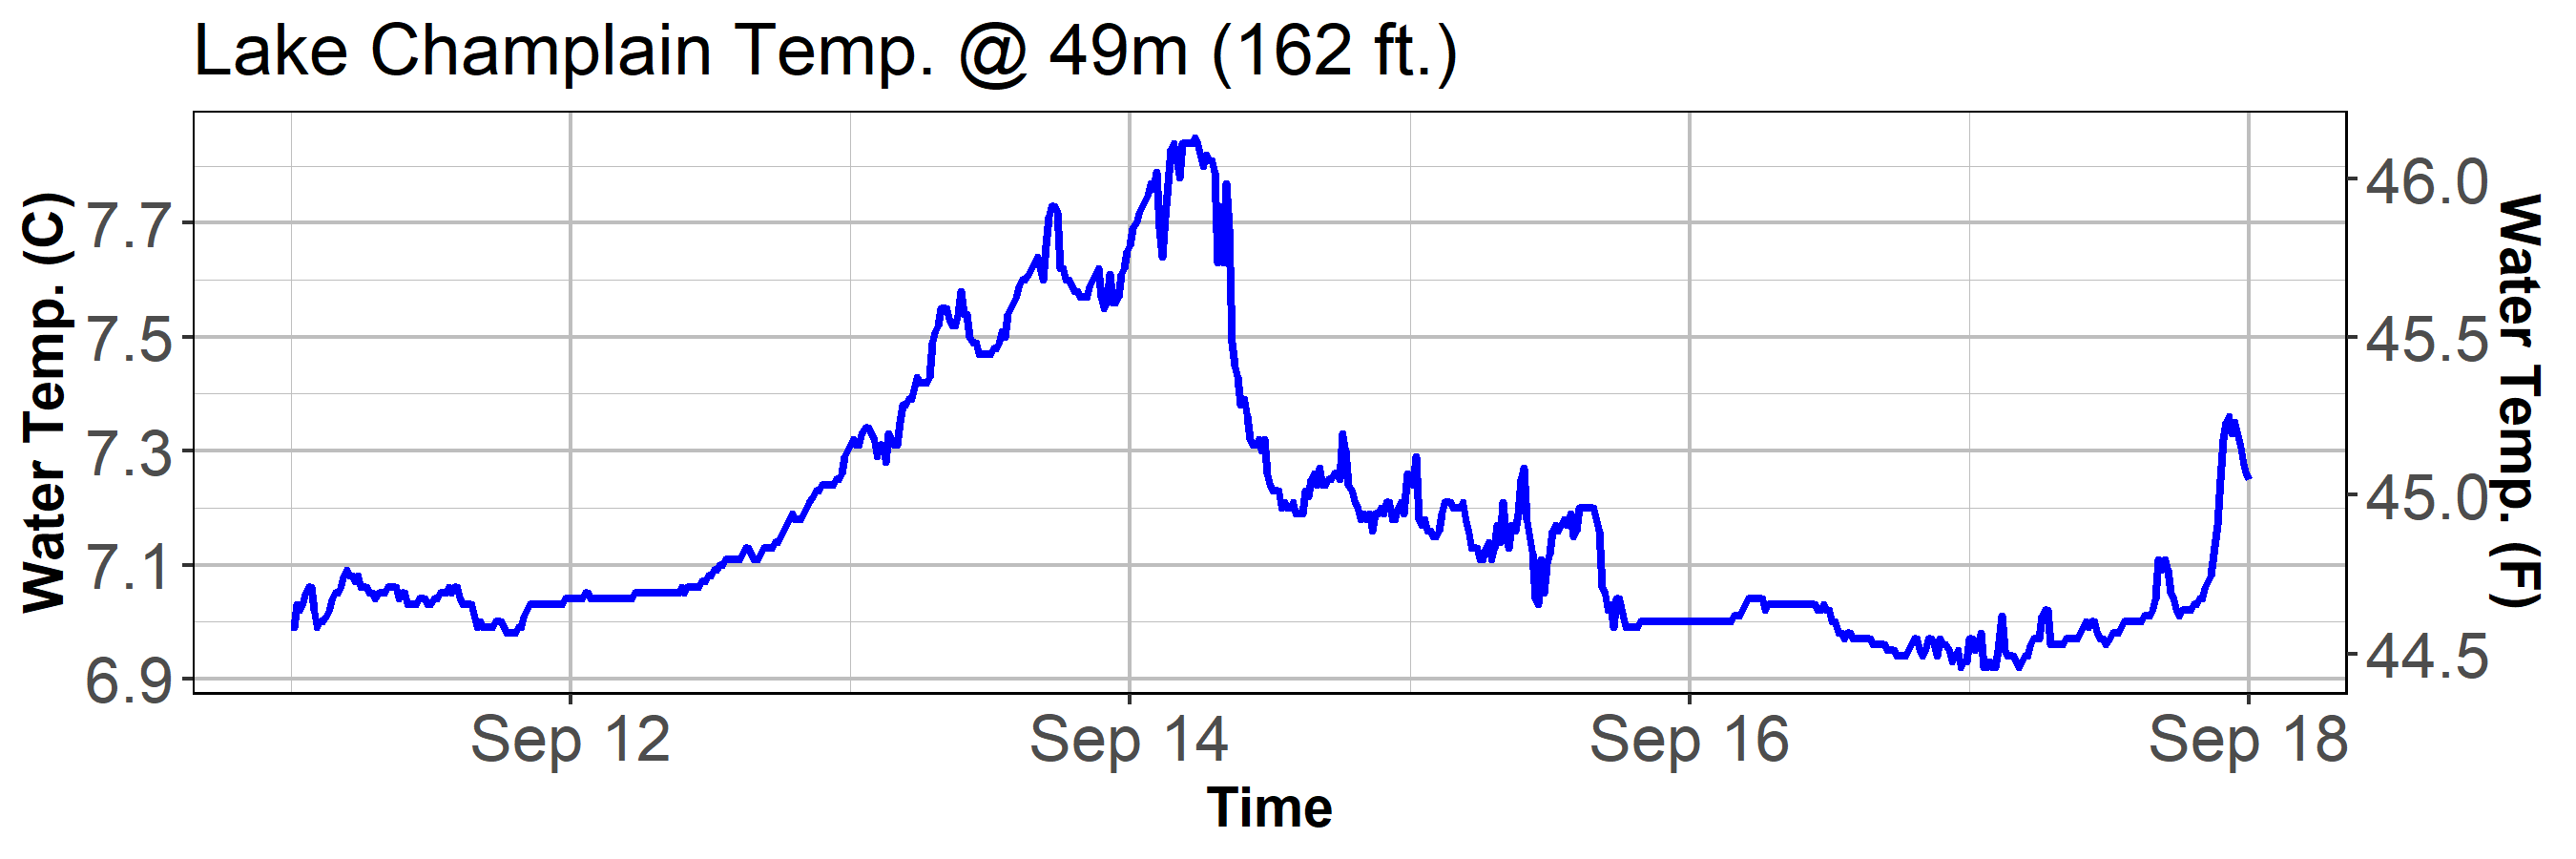 Lake Champlain Temp. @ 49m (162 ft.)
Water Temp. (C)
7.7
7.5
7.3
7.1
6.9
46.0
45.5
45.0
44.5
Water Temp. (F)
Sep 12 Sep 14 Sep 16 Sep 18
Time